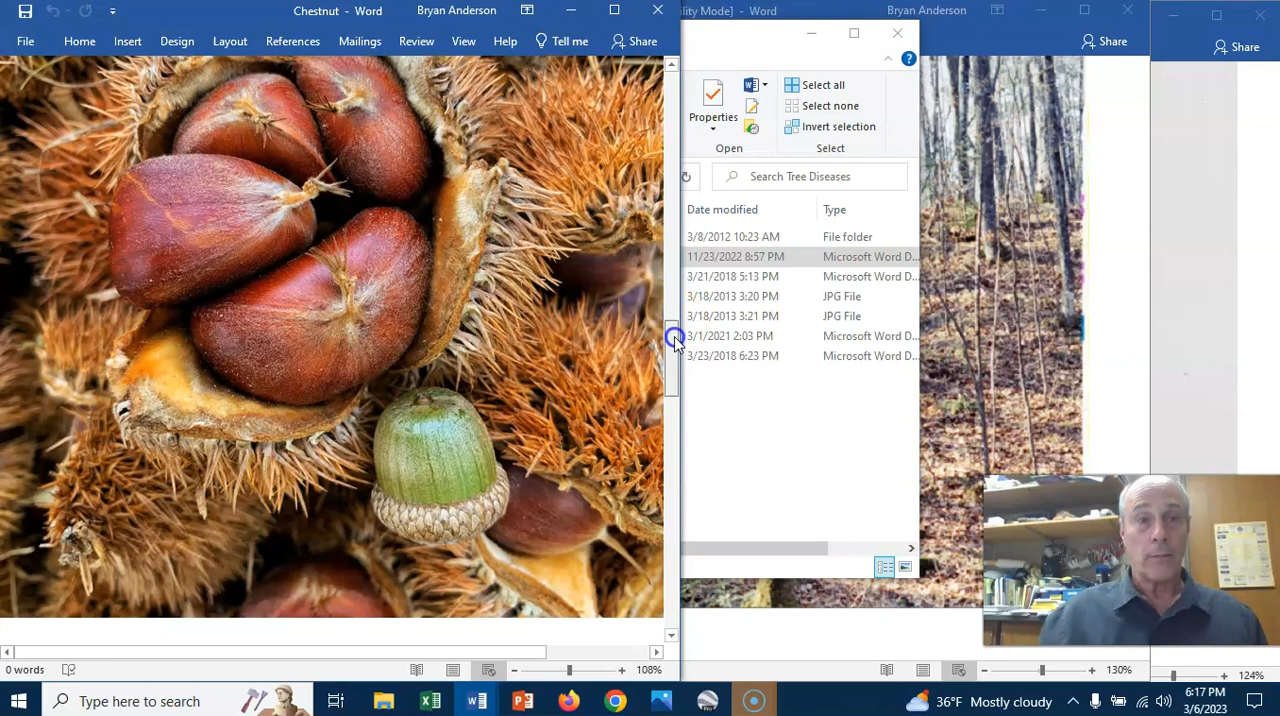 Chestnut - Word Bryan Anderson
ility Mode] - Word Bryan Anderson
File Home Insert Design Layout References Mailings Review View Help Tell me Share
Share
Share
Properties
Select all
Select none
Invert selection
Open Select
Search Tree Diseases
Date modified Type
3/8/2012 10:23 AM File folder
11/23/2022 8:57 PM Microsoft Word D...
3/21/2018 5:13 PM Microsoft Word D...
3/18/2013 3:20 PM JPG File
3/18/2013 3:21 PM JPG File
3/1/2021 2:03 PM Microsoft Word D...
3/23/2018 6:23 PM Microsoft Word D...
0 words 108%
130%
124%
Type here to search
36°F Mostly cloudy
6:17 PM
3/6/2023